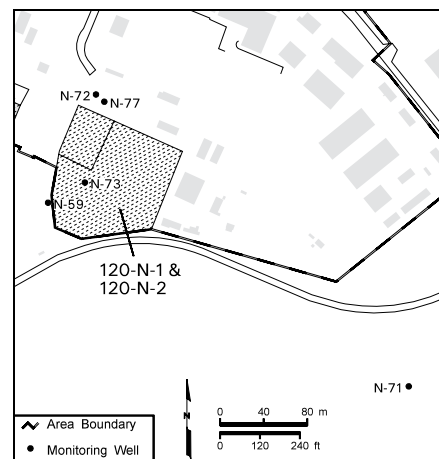 N-72
N-77
N-73
N-59
120-N-1 &
120-N-2
N-71
N
0 40 80 m
0 120 240 ft
Area Boundary
Monitoring Well